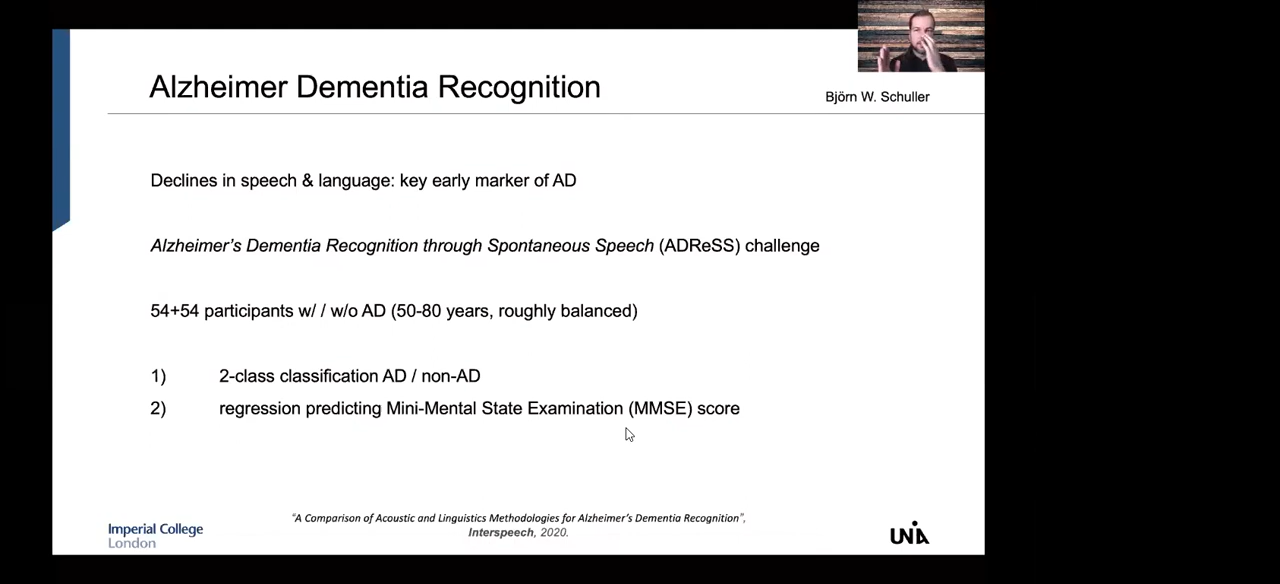 Alzheimer Dementia Recognition
Björn W. Schuller
Declines in speech & language: key early marker of AD
Alzheimer's Dementia Recognition through Spontaneous Speech (ADReSS) challenge
54+54 participants w/ / w/o AD (50-80 years, roughly balanced)
1) 2-class classification AD / non-AD
2) regression predicting Mini-Mental State Examination (MMSE) score
"A Comparison of Acoustic and Linguistics Methodologies for Alzheimer's Dementia Recognition",
Interspeech, 2020.
Imperial College
London
UNIA